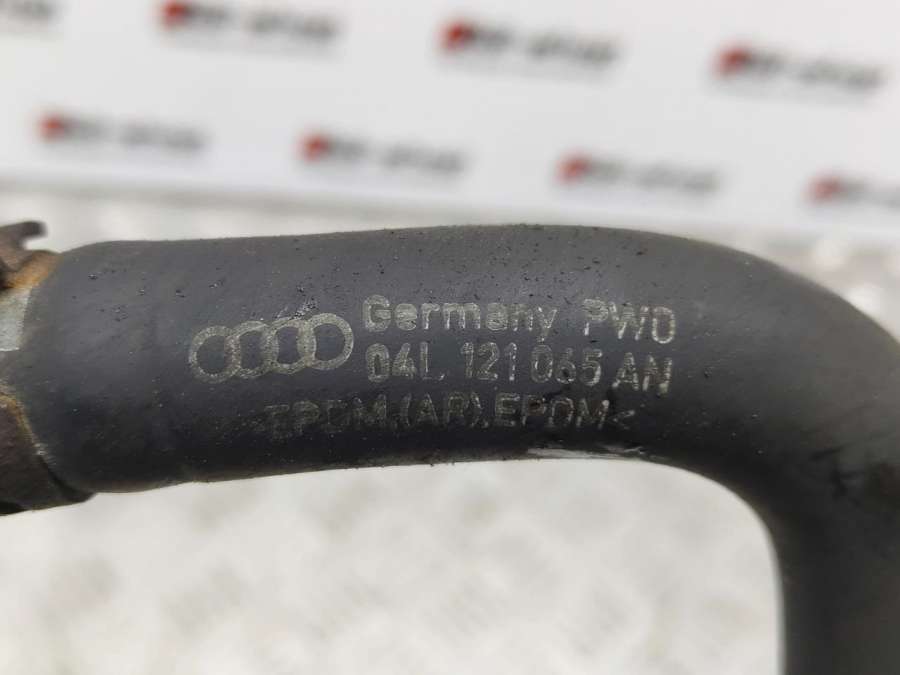 Germany PWD
04L 121 065 AN
>EPDM.(AR).EPDM<